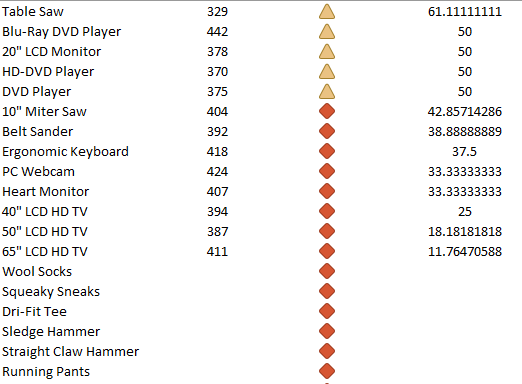 Table Saw 329 61.11111111
Blu-Ray DVD Player 442 50
20" LCD Monitor 378 50
HD-DVD Player 370 50
DVD Player 375 50
10" Miter Saw 404 42.85714286
Belt Sander 392 38.88888889
Ergonomic Keyboard 418 37.5
PC Webcam 424 33.33333333
Heart Monitor 407 33.33333333
40" LCD HD TV 394 25
50" LCD HD TV 387 18.18181818
65" LCD HD TV 411 11.76470588
Wool Socks
Squeaky Sneaks
Dri-Fit Tee
Sledge Hammer
Straight Claw Hammer
Running Pants